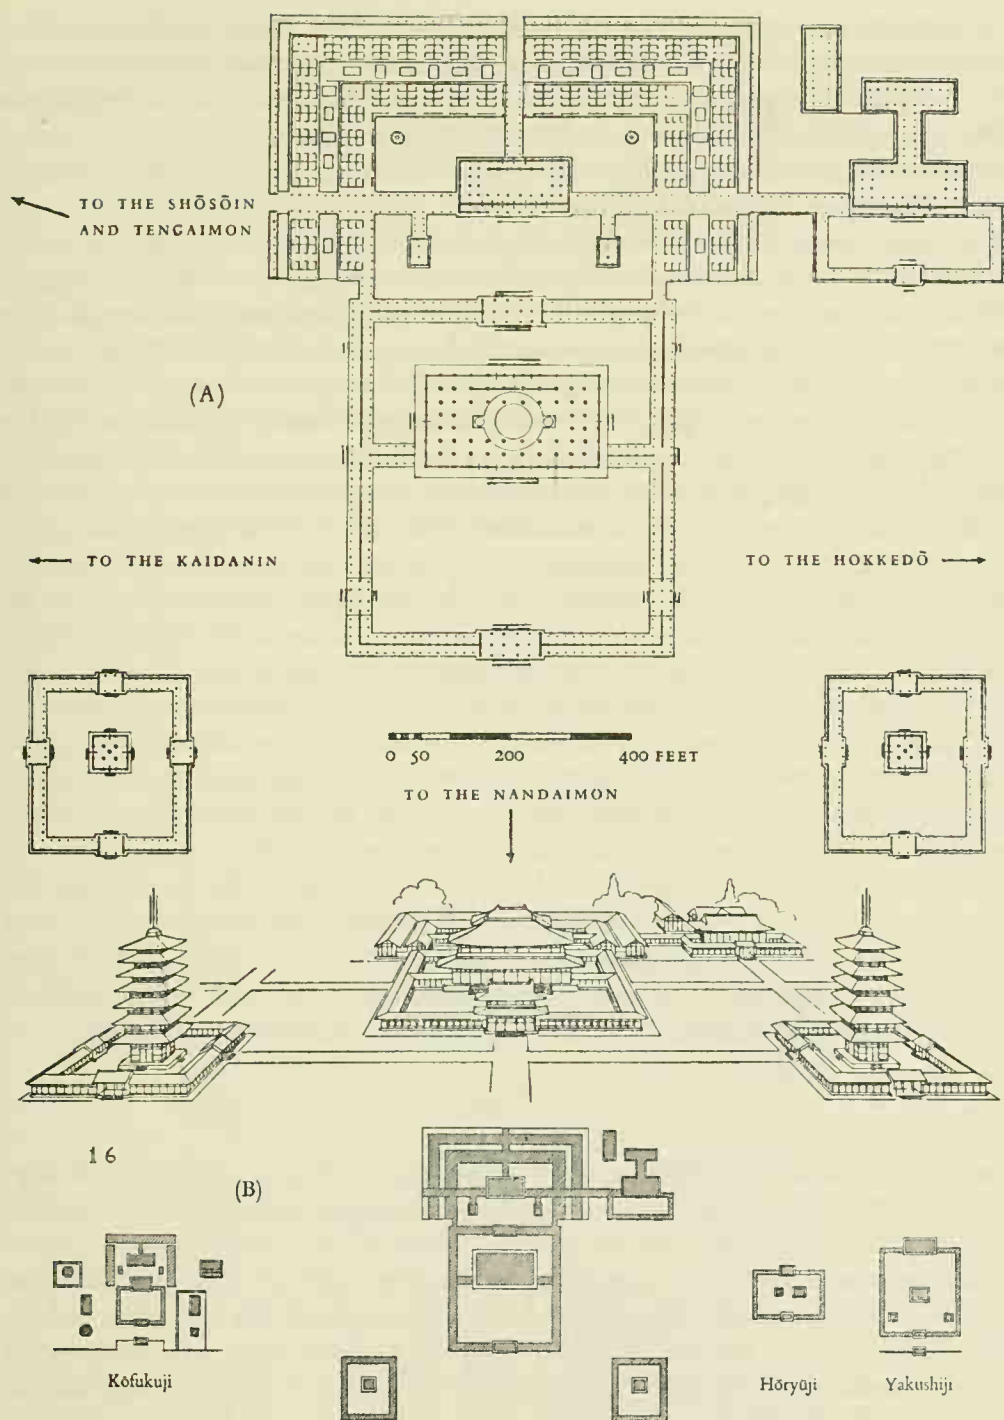 TO THE SHŌSŌIN
AND TENGAIMON
(A)
TO THE KAIDANIN
TO THE HOKKEDŌ
0 50 200 400 FEET
TO THE NANDAIMON
16
(B)
Kōfukuji
Hōryūji
Yakushiji